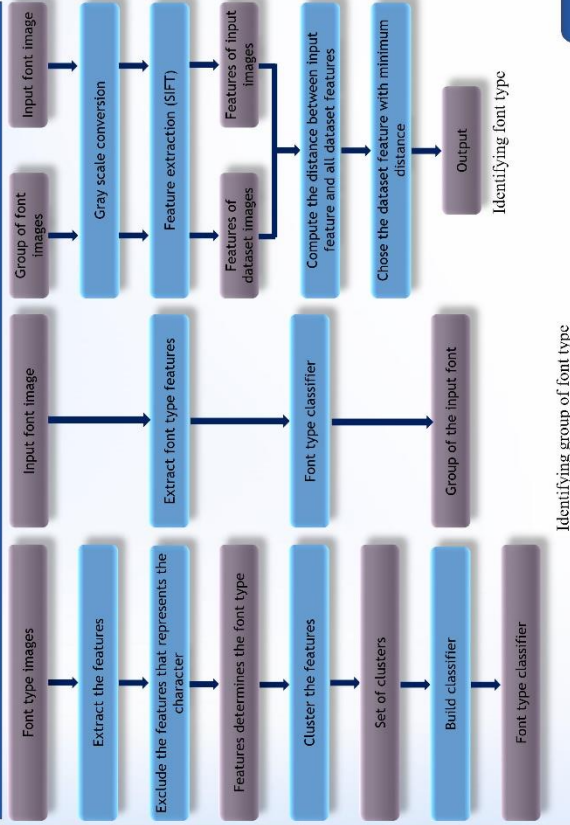 Font type images
Extract the features
Exclude the features that represents the
character
Features determines the font type
Cluster the features
Set of clusters
Build classifier
Font type classifier
Input font image
Extract font type features
Font type classifier
Group of the input font
Identifying group of font type
Group of font
images
Input font image
Gray scale conversion
Feature extraction (SIFT)
Features of
dataset images
Features of input
images
Compute the distance between input
feature and all dataset features
Chose the dataset feature with minimum
distance
Output
Identifying font type